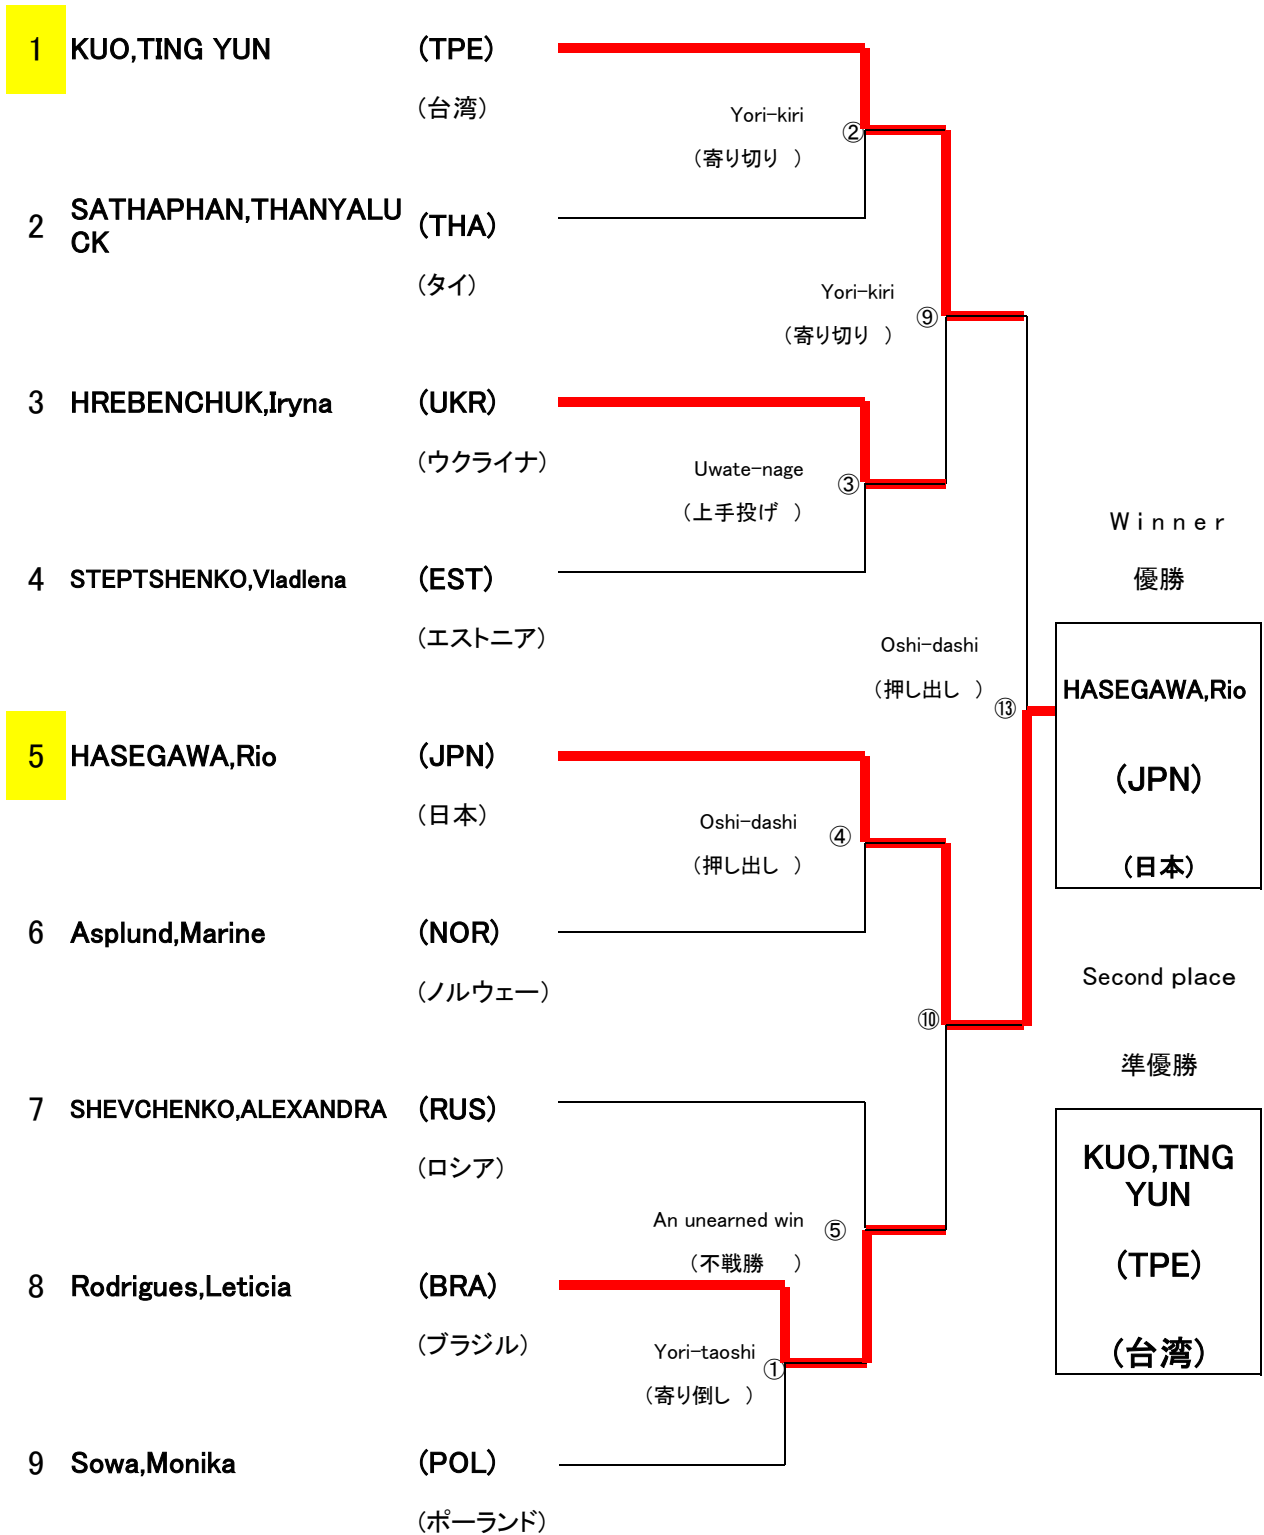 1 KUO,TING YUN (TPE)
(台湾)
Yori-kiri
②
(寄り切り )
2 SATHAPHAN,THANYALU
CK
(THA)
(タイ)
Yori-kiri
⑨
(寄り切り )
3 HREBENCHUK,Iryna (UKR)
(ウクライナ)
Uwate-nage
③
(上手投げ )
4 STEPTSHENKO,Vladlena (EST)
(エストニア)
Oshi-dashi
(押し出し )
⑬
Winner
優勝
HASEGAWA,Rio
(JPN)
(日本)
5 HASEGAWA,Rio (JPN)
(日本)
Oshi-dashi
④
(押し出し )
6 Asplund,Marine (NOR)
(ノルウェー)
⑩
Second place
準優勝
KUO,TING
YUN
(TPE)
(台湾)
7 SHEVCHENKO,ALEXANDRA (RUS)
(ロシア)
An unearned win
⑤
(不戦勝 )
8 Rodrigues,Leticia (BRA)
(ブラジル)
Yori-taoshi
①
(寄り倒し )
9 Sowa,Monika (POL)
(ポーランド)